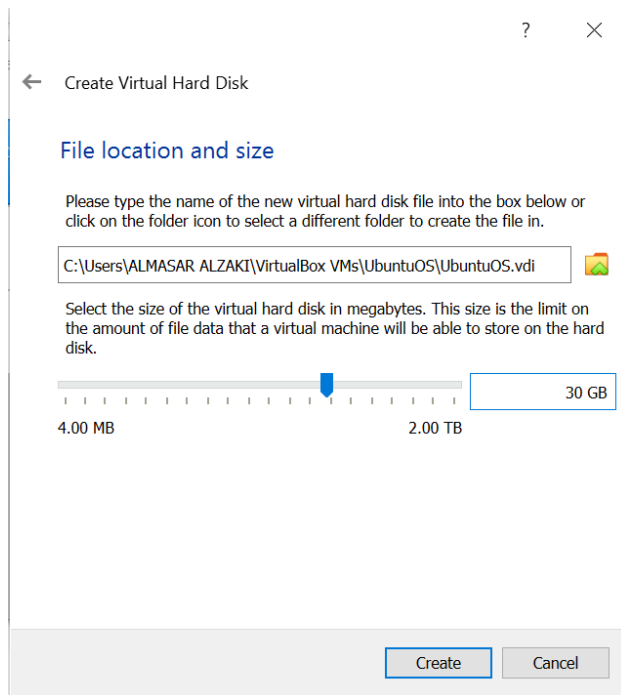 ?
Create Virtual Hard Disk
File location and size
Please type the name of the new virtual hard disk file into the box below or
click on the folder icon to select a different folder to create the file in.
C:\Users\ALMASAR ALZAKI\VirtualBox VMs\UbuntuOS\UbuntuOS.vdi
Select the size of the virtual hard disk in megabytes. This size is the limit on
the amount of file data that a virtual machine will be able to store on the hard
disk.
30 GB
4.00 MB
2.00 TB
Create
Cancel